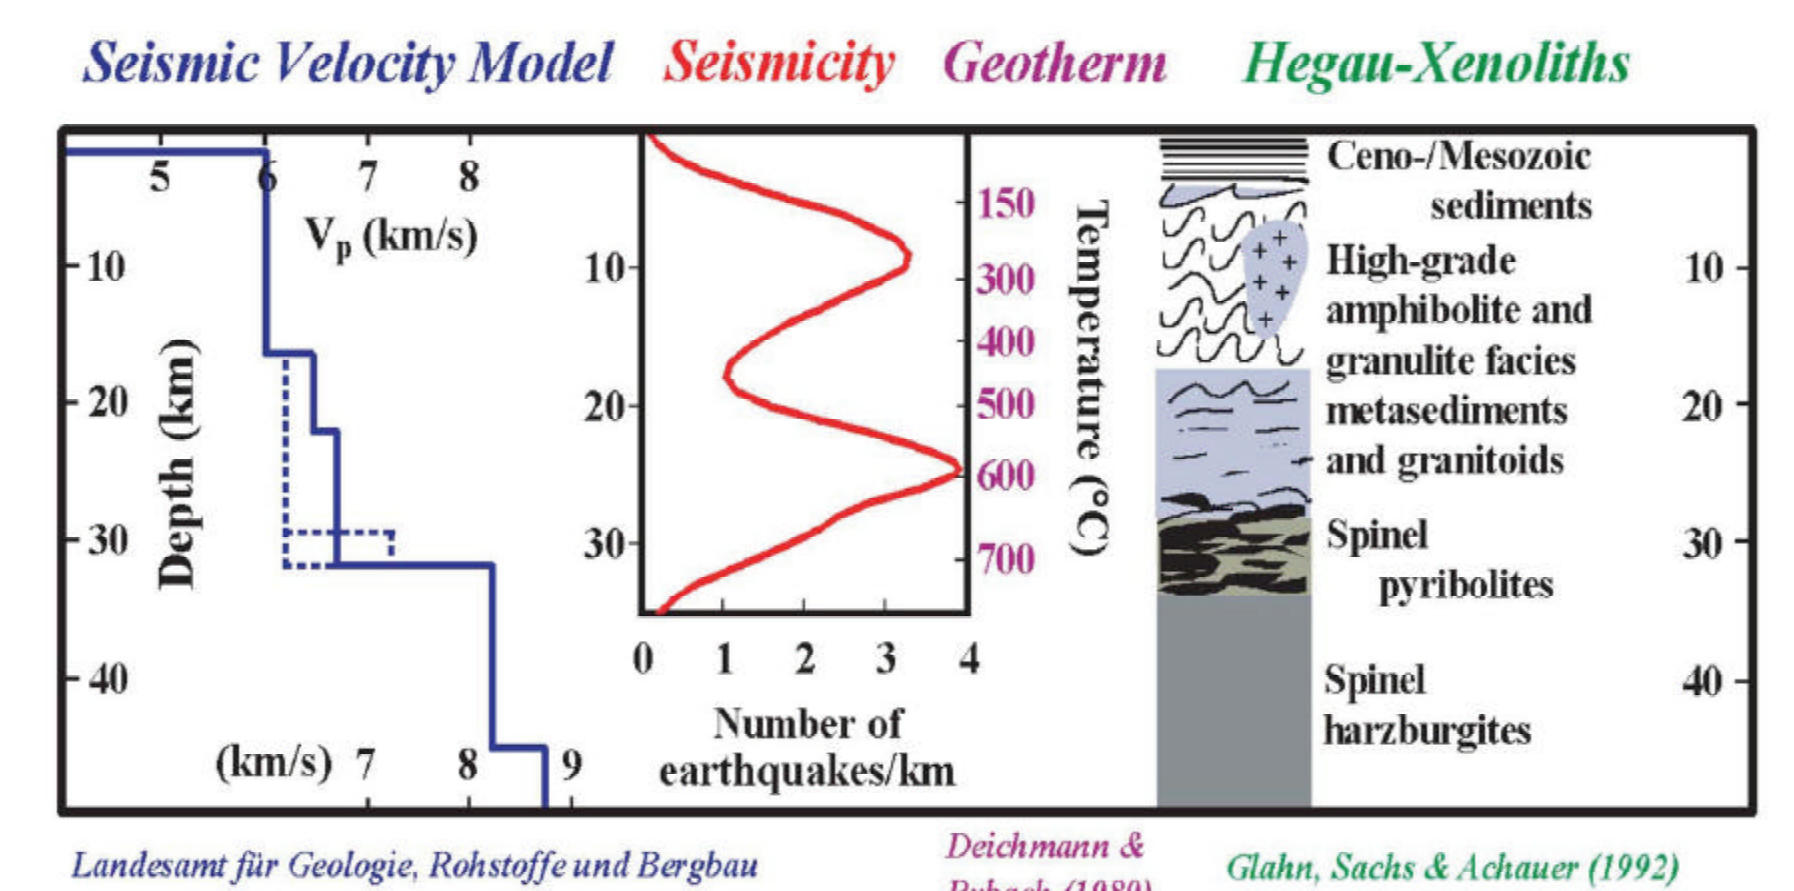 Seismic Velocity Model
Seismicity
Geotherm
Hegau-Xenoliths
5 6 7 8
Vp (km/s)
10
20
30
40
Depth (km)
(km/s) 7 8 9
10
20
30
0 1 2 3 4
Number of
earthquakes/km
150
300
400
500
600
700
Temperature (°C)
Ceno-/Mesozoic
sediments
High-grade
amphibolite and
granulite facies
metasediments
and granitoids
Spinel
pyribolites
Spinel
harzburgites
10
20
30
40
Landesamt für Geologie, Rohstoffe und Bergbau
Deichmann &
Glahn, Sachs & Achauer (1992)